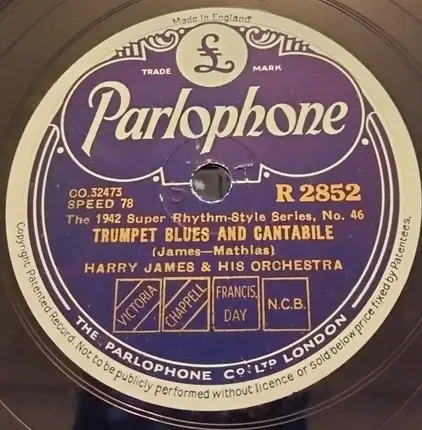 Made in England
£
TRADE MARK
Parlophone
CO.32473
SPEED 78
R 2852
The 1942 Super Rhythm-Style Series, No. 46
TRUMPET BLUES AND CANTABILE
(James—Mathias)
HARRY JAMES & HIS ORCHESTRA
VICTORIA
CHAPPELL
FRANCIS, DAY
N.C.B.
THE PARLOPHONE CO. LTD LONDON
Copyright. Patented Record. Not to be publicly performed without licence or sold below price fixed by Patentees.